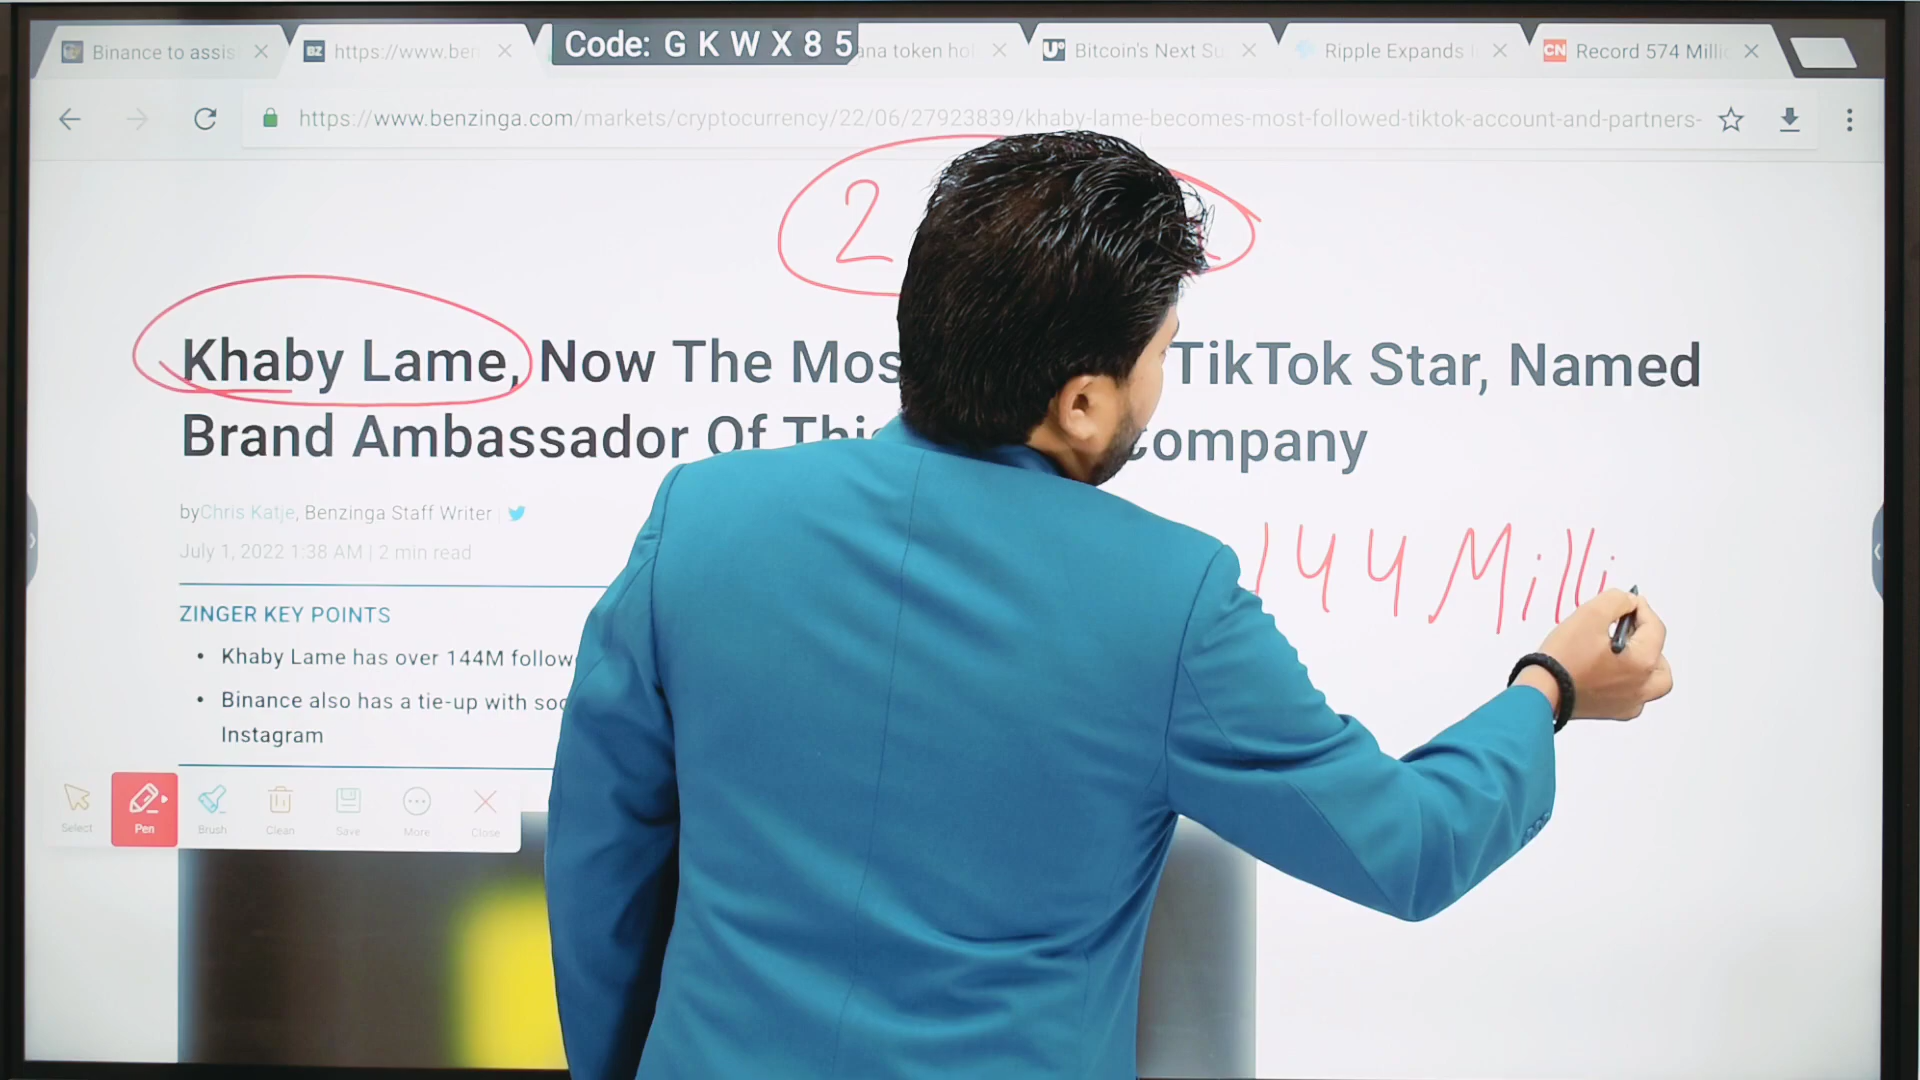 Binance to assis
https://www.ben
Code: G K W X 8 5
ana token hol
Bitcoin's Next Su
Ripple Expands I
CN Record 574 Milli
https://www.benzinga.com/markets/cryptocurrency/22/06/27923839/khaby-lame-becomes-most-followed-tiktok-account-and-partners-
2
Khaby Lame, Now The Mos TikTok Star, Named
Brand Ambassador Of This ompany
byChris Katje, Benzinga Staff Writer
July 1, 2022 1:38 AM | 2 min read
144 Milli
ZINGER KEY POINTS
• Khaby Lame has over 144M follow
• Binance also has a tie-up with soc
Instagram
Select Pen Brush Clean Save More Close